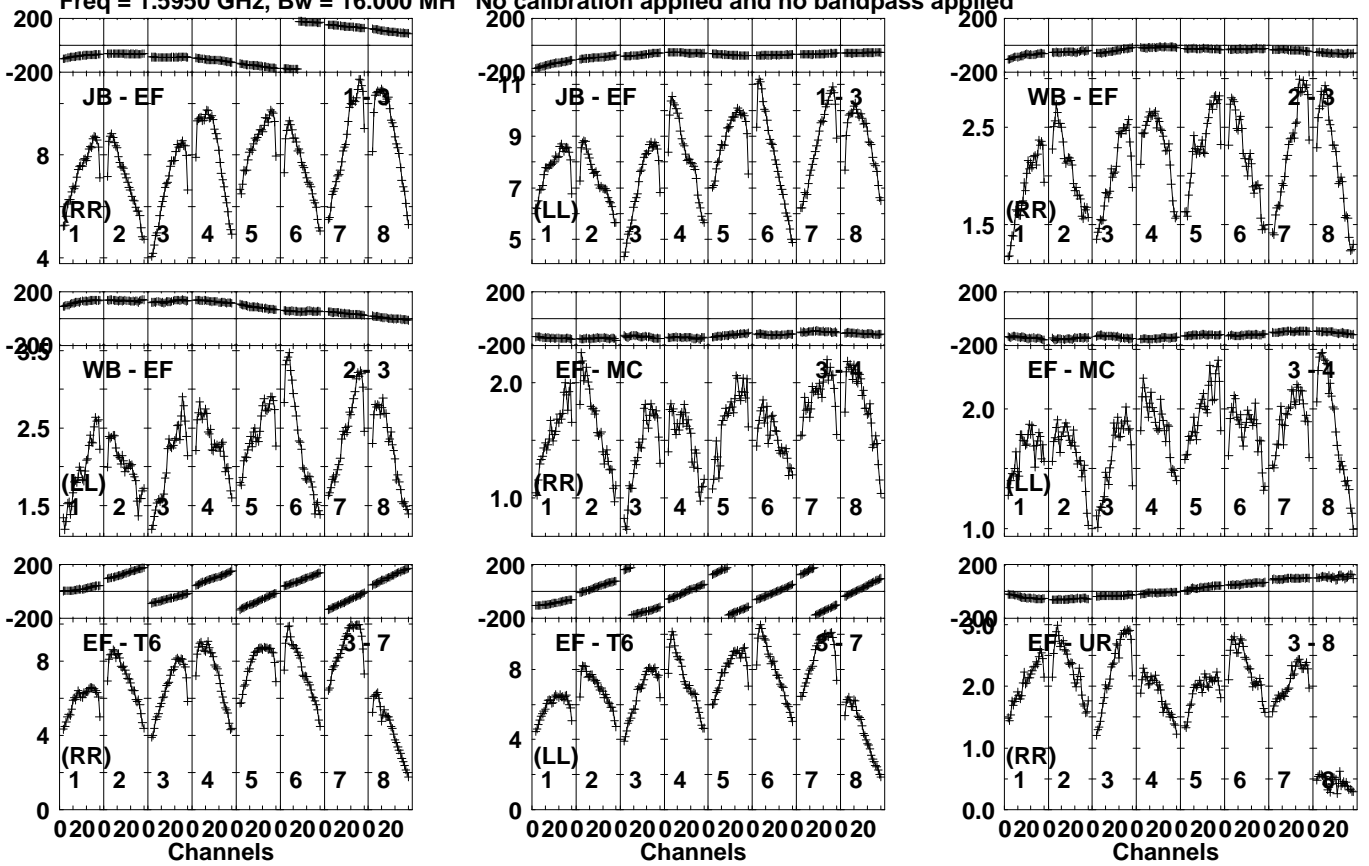 Freq = 1.5950 GHz, Bw = 16.000 MH No calibration applied and no bandpass applied
-200
JB - EF 1 - 3
8
(RR)
1 2 3 4 5 6 7 8
4
-200
11
JB - EF 1 - 3
9
7
(LL)
5
1 2 3 4 5 6 7 8
-200
WB - EF 2 - 3
2.5
(RR)
1.5
1 2 3 4 5 6 7 8
200
-200
3.5
WB - EF 2 - 3
2.5
(LL)
1.5
1 2 3 4 5 6 7 8
200
-200
EF - MC 3 - 4
2.0
(RR)
1.0
1 2 3 4 5 6 7 8
200
-200
EF - MC 3 - 4
2.0
(LL)
1.0
1 2 3 4 5 6 7 8
200
-200
EF - T6 3 - 7
8
4
(RR)
1 2 3 4 5 6 7 8
0
0 20 0 20 0 20 0 20 0 20 0 20 0 20 0 20
Channels
200
-200
EF - T6 3 - 7
8
4
(LL)
1 2 3 4 5 6 7 8
0
0 20 0 20 0 20 0 20 0 20 0 20 0 20 0 20
Channels
200
-200
3.0
EF - UR 3 - 8
2.0
1.0
(RR)
1 2 3 4 5 6 7 8
0.0
0 20 0 20 0 20 0 20 0 20 0 20 0 20 0 20
Channels